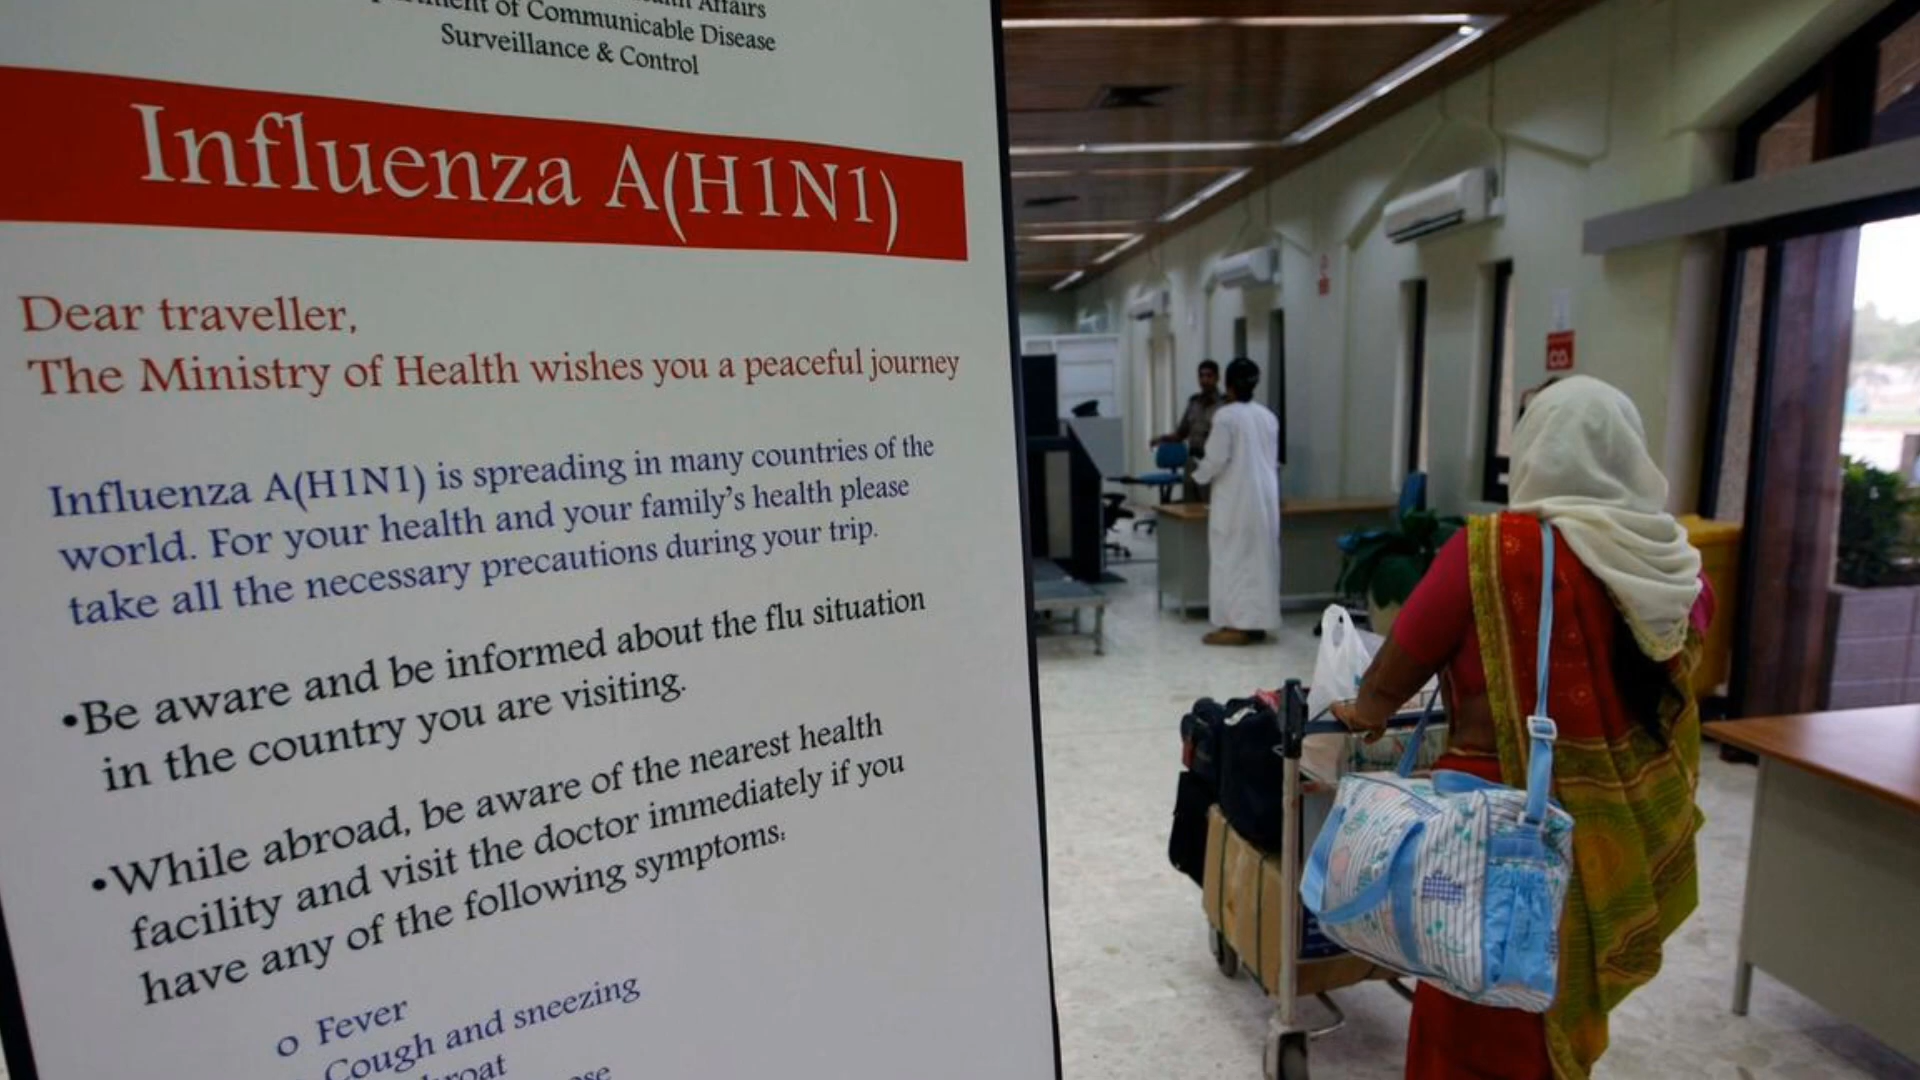 Affairs
of Communicable Disease
Surveillance & Control
Influenza A(H1N1)
Dear traveller,
The Ministry of Health wishes you a peaceful journey
Influenza A(H1N1) is spreading in many countries of the
world. For your health and your family's health please
take all the necessary precautions during your trip.
•Be aware and be informed about the flu situation
in the country you are visiting.
•While abroad, be aware of the nearest health
facility and visit the doctor immediately if you
have any of the following symptoms:
o Fever
Cough and sneezing
CO₂